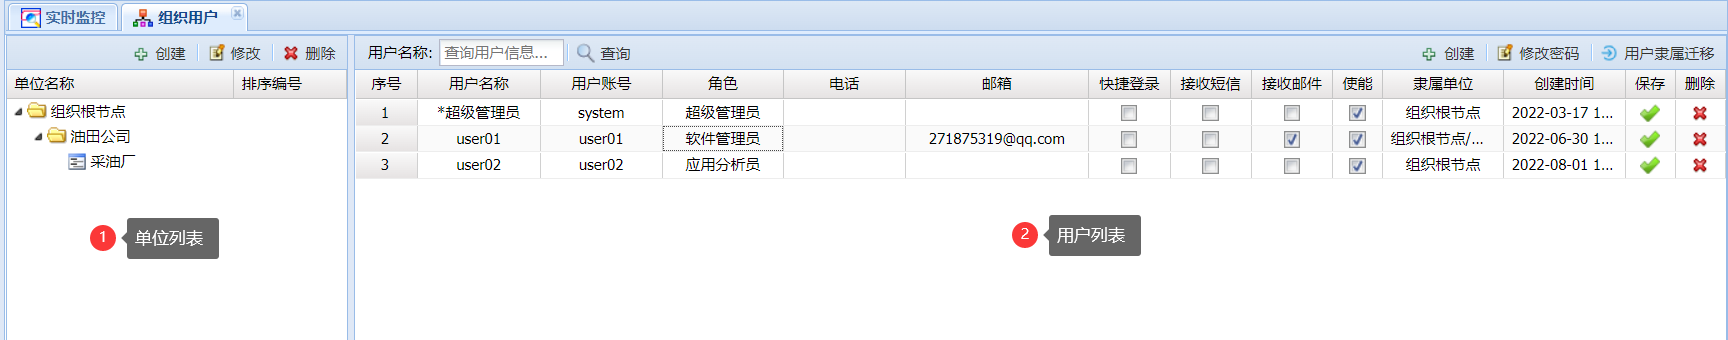 实时监控 组织用户
创建 修改 删除 用户名称: 查询用户信息... 查询 创建 修改密码 用户隶属迁移
单位名称 排序编号 序号 用户名称 用户账号 角色 电话 邮箱 快捷登录 接收短信 接收邮件 使能 隶属单位 创建时间 保存 删除
组织根节点 1 *超级管理员 system 超级管理员 组织根节点 2022-03-17 1...
油田公司 2 user01 user01 软件管理员 271875319@qq.com 组织根节点/... 2022-06-30 1...
采油厂 3 user02 user02 应用分析员 组织根节点 2022-08-01 1...
1 单位列表 2 用户列表